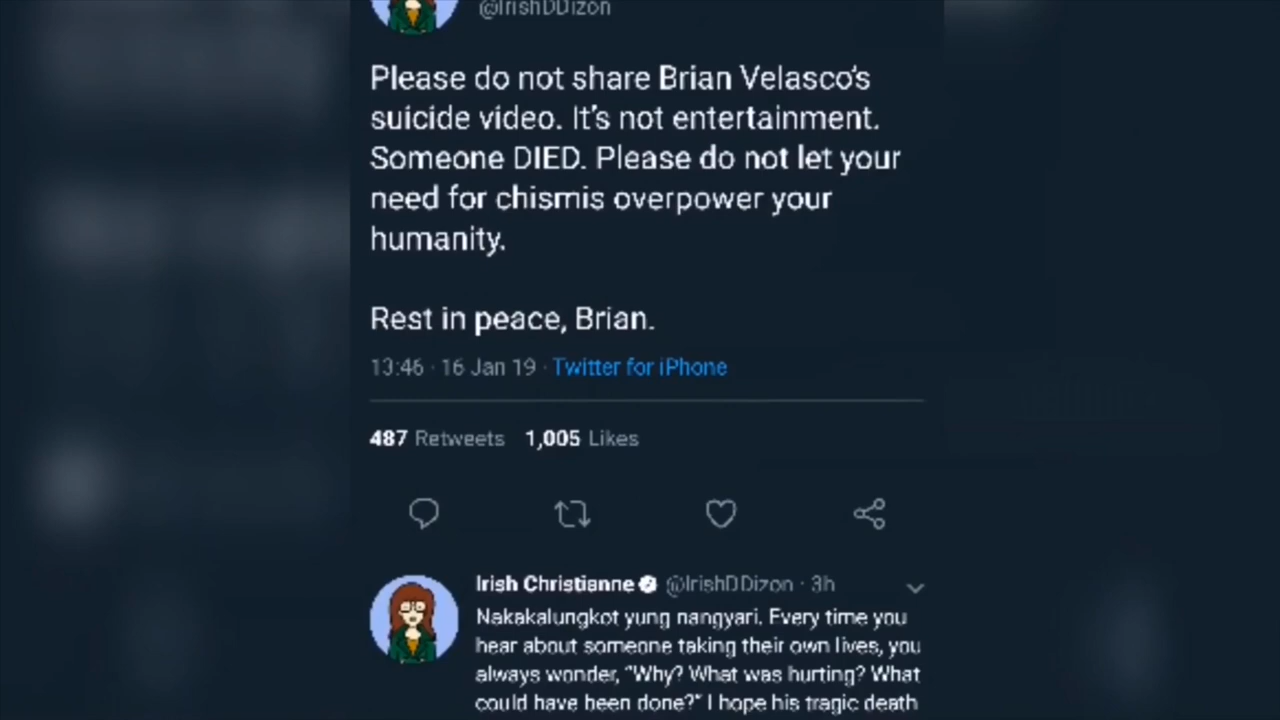 @IrishDDizon
Please do not share Brian Velasco's
suicide video. It's not entertainment.
Someone DIED. Please do not let your
need for chismis overpower your
humanity.
Rest in peace, Brian.
13:46 · 16 Jan 19 · Twitter for iPhone
487 Retweets 1,005 Likes
Irish Christianne @IrishDDizon · 3h
Nakakalungkot yung nangyari. Every time you
hear about someone taking their own lives, you
always wonder, "Why? What was hurting? What
could have been done?" I hope his tragic death